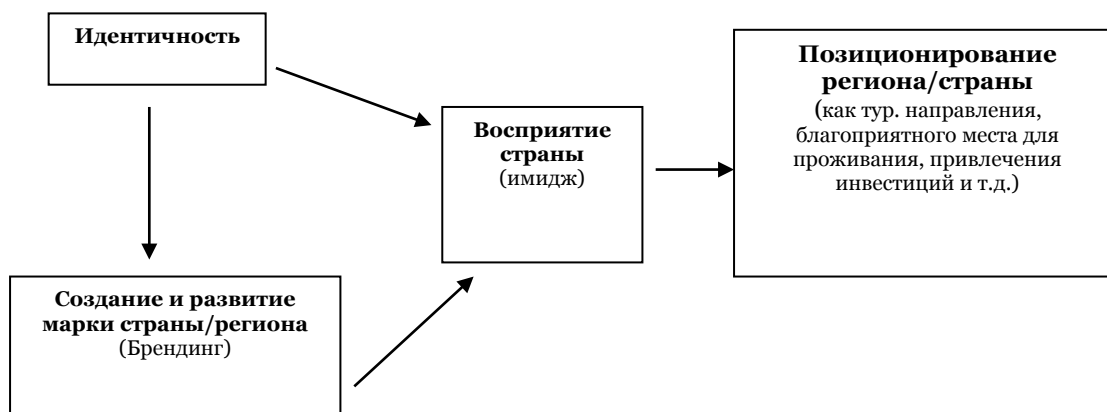 Идентичность
Позиционирование
региона/страны
(как тур. направления,
благоприятного места для
проживания, привлечения
инвестиций и т.д.)
Восприятие
страны
(имидж)
Создание и развитие
марки страны/региона
(Брендинг)